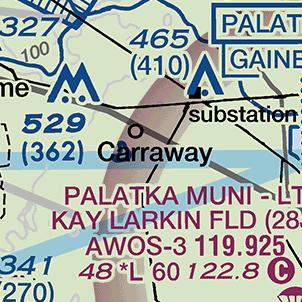 327
100
465
(410)
PALAT
GAINE
me
substation
529
(362)
Carraway
PALATKA MUNI - LT
KAY LARKIN FLD (28
AWOS-3 119.925
341
(270)
48 *L 60 122.8 C